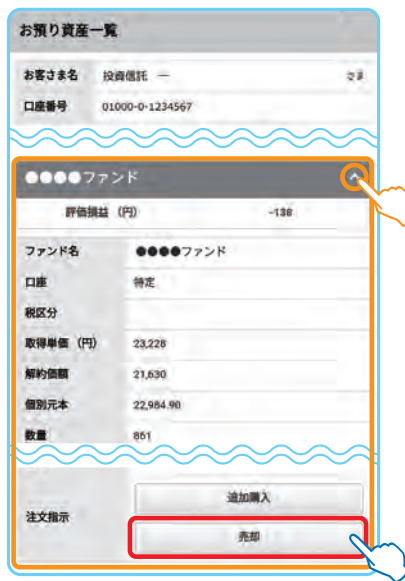 お預り資産一覧
お客さま名 投資信託 一 さま
口座番号 01000-0-1234567
●●●●ファンド
評価損益（円） -138
ファンド名 ●●●●ファンド
口座 特定
税区分
取得単価（円） 23,228
解約価額 21,630
個別元本 22,984.90
数量 861
注文指示
追加購入
売却